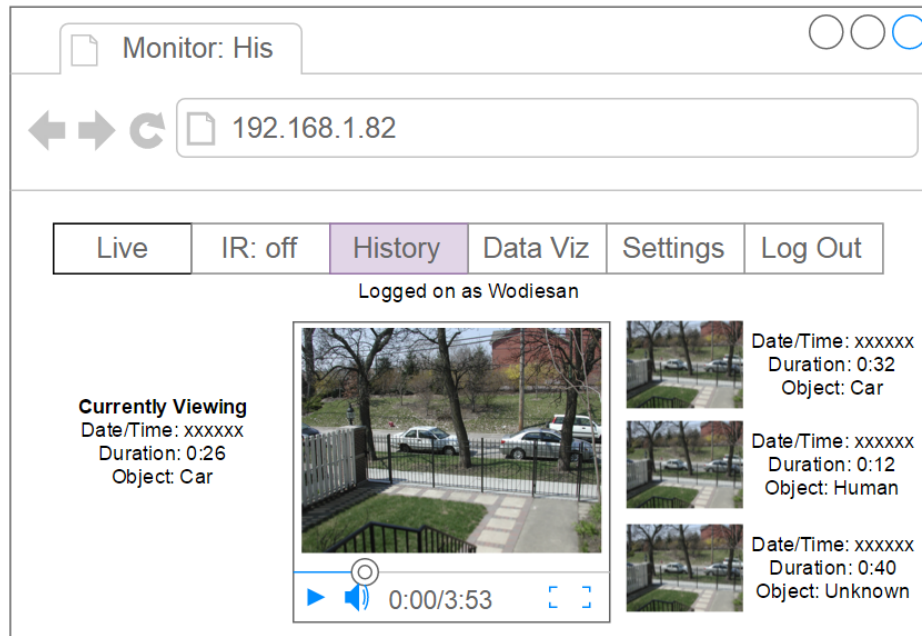 Monitor: His
192.168.1.82
Live IR: off History Data Viz Settings Log Out
Logged on as Wodiesan
Currently Viewing
Date/Time: xxxxxx
Duration: 0:26
Object: Car
0:00/3:53
Date/Time: xxxxxx
Duration: 0:32
Object: Car
Date/Time: xxxxxx
Duration: 0:12
Object: Human
Date/Time: xxxxxx
Duration: 0:40
Object: Unknown